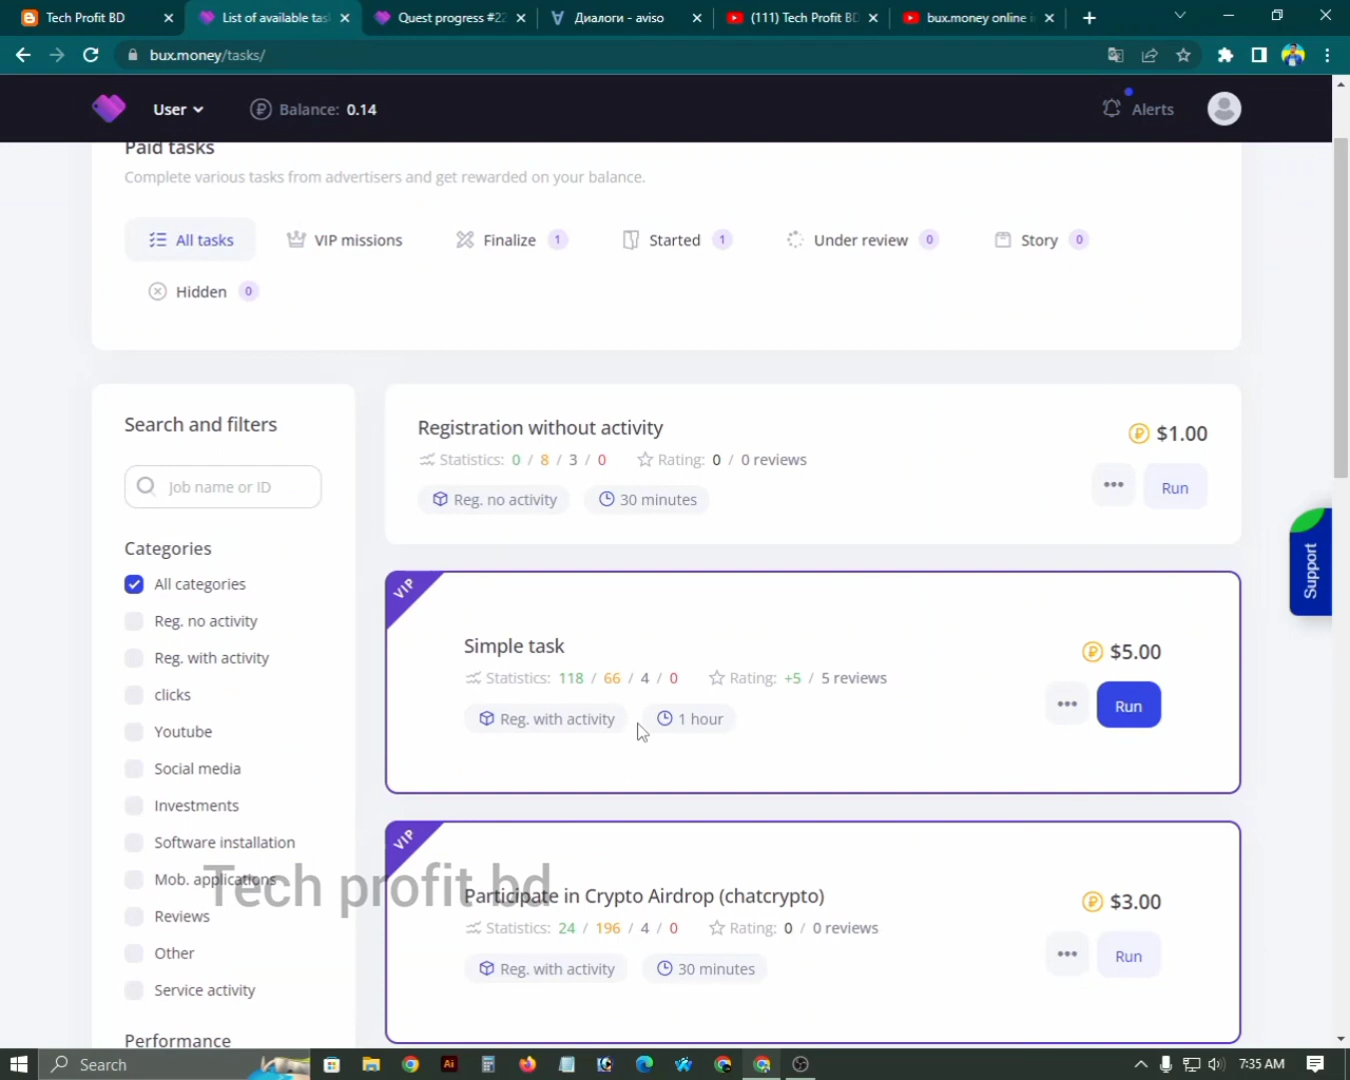 Tech Profit BD
List of available tas
Quest progress #22
Диалоги - aviso
(111) Tech Profit BD
bux.money online i
bux.money/tasks/
User
Balance: 0.14
Alerts
Paid tasks
Complete various tasks from advertisers and get rewarded on your balance.
All tasks
VIP missions
Finalize 1
Started 1
Under review 0
Story 0
Hidden 0
Search and filters
Job name or ID
Categories
All categories
Reg. no activity
Reg. with activity
clicks
Youtube
Social media
Investments
Software installation
Mob. applications
Reviews
Other
Service activity
Performance
Registration without activity
$1.00
Statistics: 0 / 8 / 3 / 0 Rating: 0 / 0 reviews
Reg. no activity 30 minutes
Run
VIP
Simple task
$5.00
Statistics: 118 / 66 / 4 / 0 Rating: +5 / 5 reviews
Reg. with activity 1 hour
Run
VIP
Participate in Crypto Airdrop (chatcrypto)
$3.00
Statistics: 24 / 196 / 4 / 0 Rating: 0 / 0 reviews
Reg. with activity 30 minutes
Run
Support
Tech profit bd
Search
Ai
7:35 AM